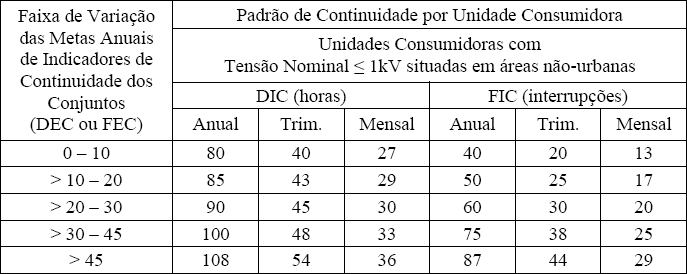 Faixa de Variação
das Metas Anuais
de Indicadores de
Continuidade dos
Conjuntos
(DEC ou FEC)
Padrão de Continuidade por Unidade Consumidora
Unidades Consumidoras com
Tensão Nominal ≤ 1kV situadas em áreas não-urbanas
DIC (horas) FIC (interrupções)
Anual Trim. Mensal Anual Trim. Mensal
0 – 10 80 40 27 40 20 13
> 10 – 20 85 43 29 50 25 17
> 20 – 30 90 45 30 60 30 20
> 30 – 45 100 48 33 75 38 25
> 45 108 54 36 87 44 29